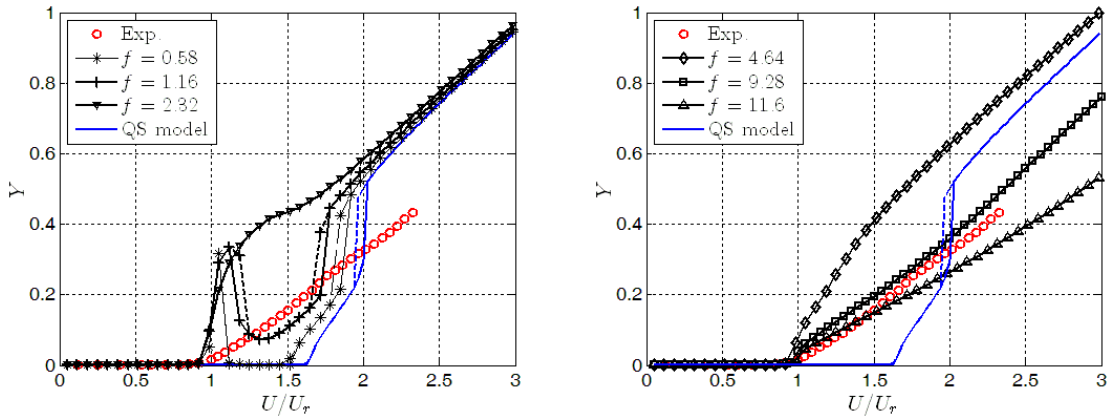 Exp.
f = 0.58
f = 1.16
f = 2.32
QS model
1
0.8
0.6
0.4
0.2
0
Y
0 0.5 1 1.5 2 2.5 3
U/U_r
Exp.
f = 4.64
f = 9.28
f = 11.6
QS model
1
0.8
0.6
0.4
0.2
0
Y
0 0.5 1 1.5 2 2.5 3
U/U_r